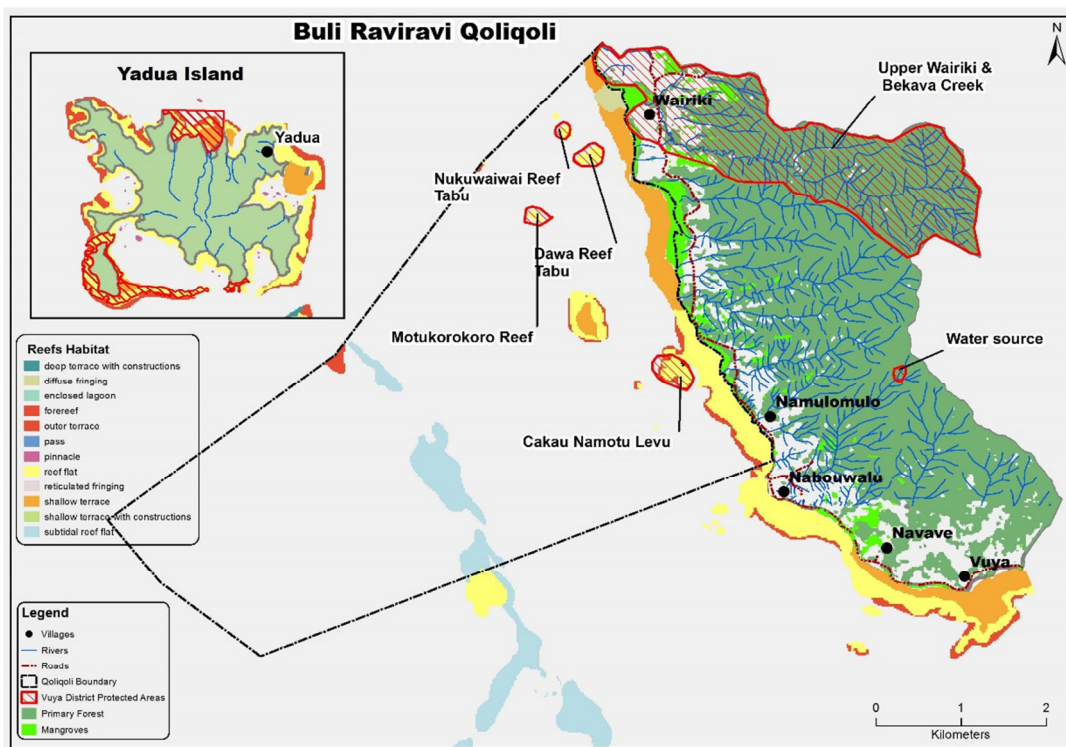 Buli Raviravi Qoliqoli
N
Yadua Island
Yadua
Upper Wairiki &
Bekava Creek
Wairiki
Nukuwaiwai Reef
Tabu
Dawa Reef
Tabu
Motukorokoro Reef
Water source
Namulomulo
Cakau Namotu Levu
Nabouwalu
Navave
Vuya
Reefs Habitat
deep terrace with constructions
diffuse fringing
enclosed lagoon
forereef
outer terrace
pass
pinnacle
reef flat
reticulated fringing
shallow terrace
shallow terrace with constructions
subtidal reef flat
Legend
Villages
Rivers
Roads
Qoliqoli Boundary
Vuya District Protected Areas
Primary Forest
Mangroves
0 1 2
Kilometers